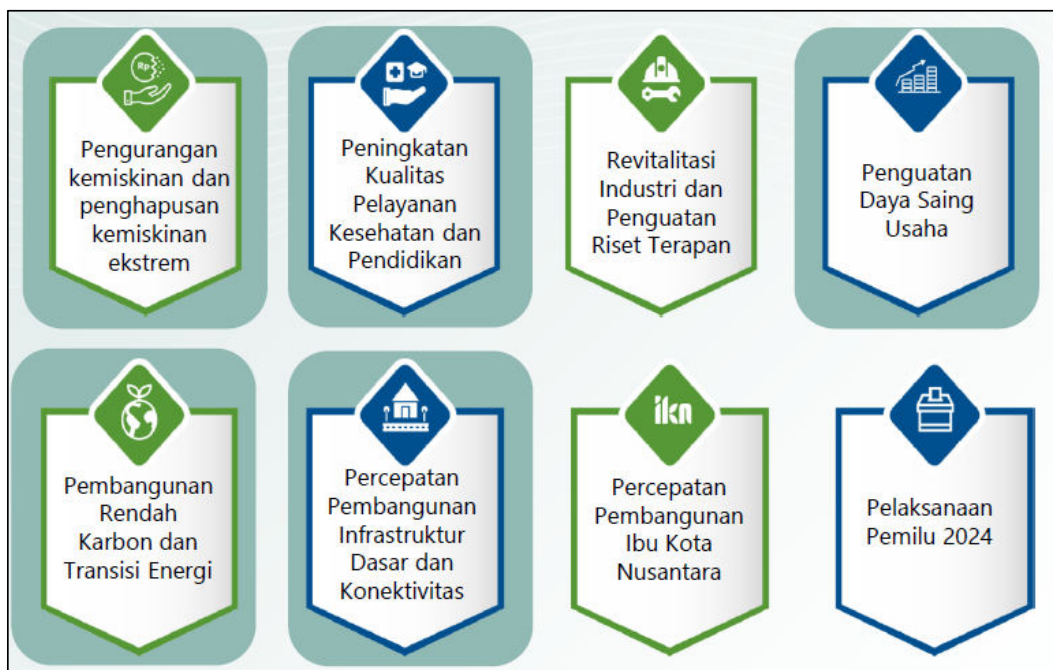 Rp
Pengurangan
kemiskinan dan
penghapusan
kemiskinan
ekstrem
Peningkatan
Kualitas
Pelayanan
Kesehatan dan
Pendidikan
Revitalitasi
Industri dan
Penguatan
Riset Terapan
Penguatan
Daya Saing
Usaha
Pembangunan
Rendah
Karbon dan
Transisi Energi
Percepatan
Pembangunan
Infrastruktur
Dasar dan
Konektivitas
ikn
Percepatan
Pembangunan
Ibu Kota
Nusantara
Pelaksanaan
Pemilu 2024